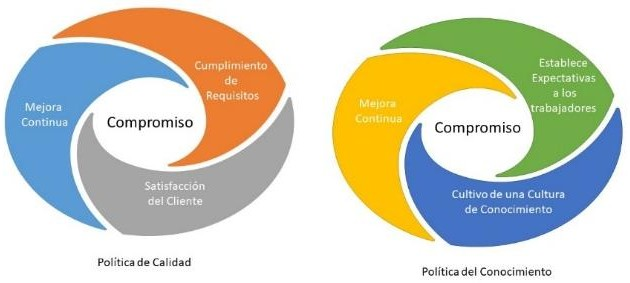 Cumplimiento
de
Requisitos
Mejora
Continua
Compromiso
Satisfacción
del Cliente
Política de Calidad
Establece
Expectativas
a los
trabajadores
Mejora
Continua
Compromiso
Cultivo de una Cultura
de Conocimiento
Política del Conocimiento